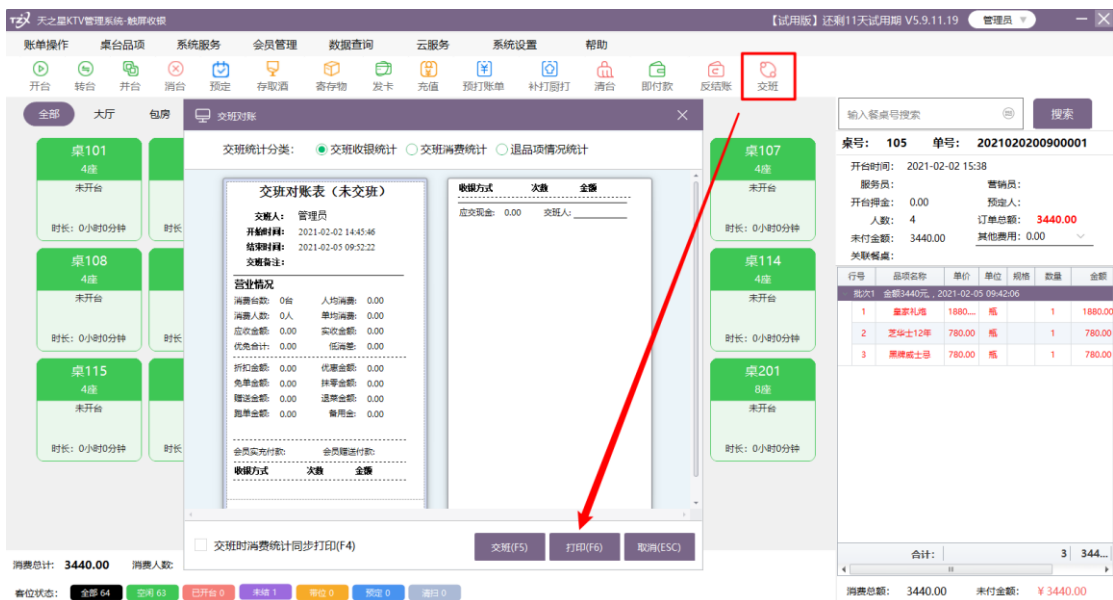 TZX 天之星KTV管理系统-触屏收银 【试用版】还剩11天试用期 V5.9.11.19 管理员
账单操作 桌台品项 系统服务 会员管理 数据查询 云服务 系统设置 帮助
开台 转台 并台 消台 预定 存取酒 寄存物 发卡 充值 预打账单 补打厨打 清台 即付款 反结账 交班
全部 大厅 包房
桌101
4座
未开台
时长：0小时0分钟
时长
桌108
4座
未开台
时长：0小时0分钟
时长
桌115
4座
未开台
时长：0小时0分钟
时长
交班对账
交班统计分类： 交班收银统计 交班消费统计 退品项情况统计
交班对账表（未交班）
交班人： 管理员
开始时间： 2021-02-02 14:45:46
结束时间： 2021-02-05 09:52:22
交班备注：
营业情况
消费台数： 0台 人均消费： 0.00
消费人数： 0人 单均消费： 0.00
应收金额： 0.00 实收金额： 0.00
优免合计： 0.00 低消差： 0.00
折扣金额： 0.00 优惠金额： 0.00
免单金额： 0.00 抹零金额： 0.00
赠送金额： 0.00 退菜金额： 0.00
跑单金额： 0.00 备用金： 0.00
会员实充付款： 会员赠送付款：
收银方式 次数 金额
收银方式 次数 金额
应交现金： 0.00 交班人：
交班时消费统计同步打印(F4)
交班(F5) 打印(F6) 取消(ESC)
桌107
4座
未开台
时长：0小时0分钟
桌114
4座
未开台
时长：0小时0分钟
桌201
8座
未开台
时长：0小时0分钟
输入餐桌号搜索 搜索
桌号： 105 单号： 2021020200900001
开台时间： 2021-02-02 15:38
服务员： 营销员：
开台押金： 0.00 预定人：
人数： 4 订单总额： 3440.00
未付金额： 3440.00 其他费用： 0.00
关联餐桌：
行号 品项名称 单价 单位 规格 数量 金额
批次1 金额3440元，, 2021-02-05 09:42:06
1 皇家礼炮 1880.... 瓶 1 1880.00
2 芝华士12年 780.00 瓶 1 780.00
3 黑牌威士忌 780.00 瓶 1 780.00
合计： 3 344...
消费总额： 3440.00 未付金额： ￥3440.00
消费总计： 3440.00 消费人数:
客位状态： 全部 64 空闲 63 已开台 0 未结 1 带位 0 预定 0 清扫 0